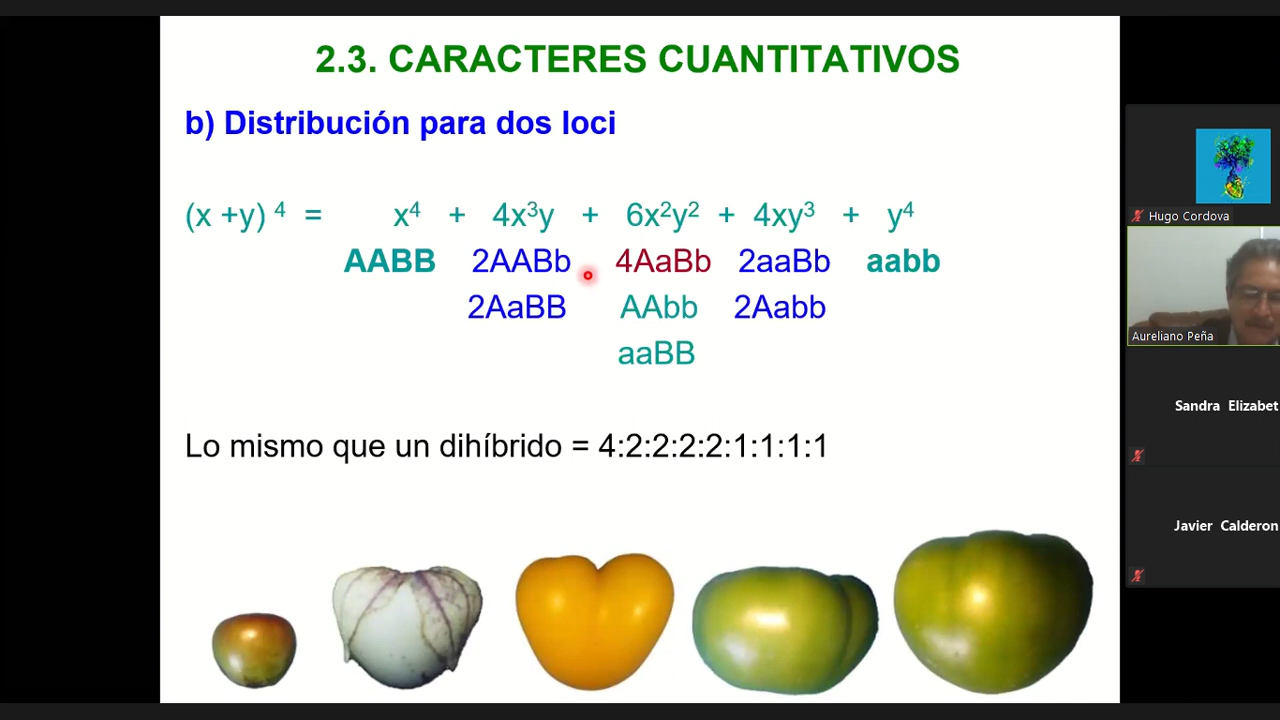 2.3. CARACTERES CUANTITATIVOS
b) Distribución para dos loci
(x +y) ⁴ = x⁴ + 4x³y + 6x²y² + 4xy³ + y⁴
AABB 2AABb 4AaBb 2aaBb aabb
2AaBB AAbb 2Aabb
aaBB
Lo mismo que un dihíbrido = 4:2:2:2:2:1:1:1:1
Hugo Cordova
Aureliano Peña
Sandra Elizabet
Javier Calderon